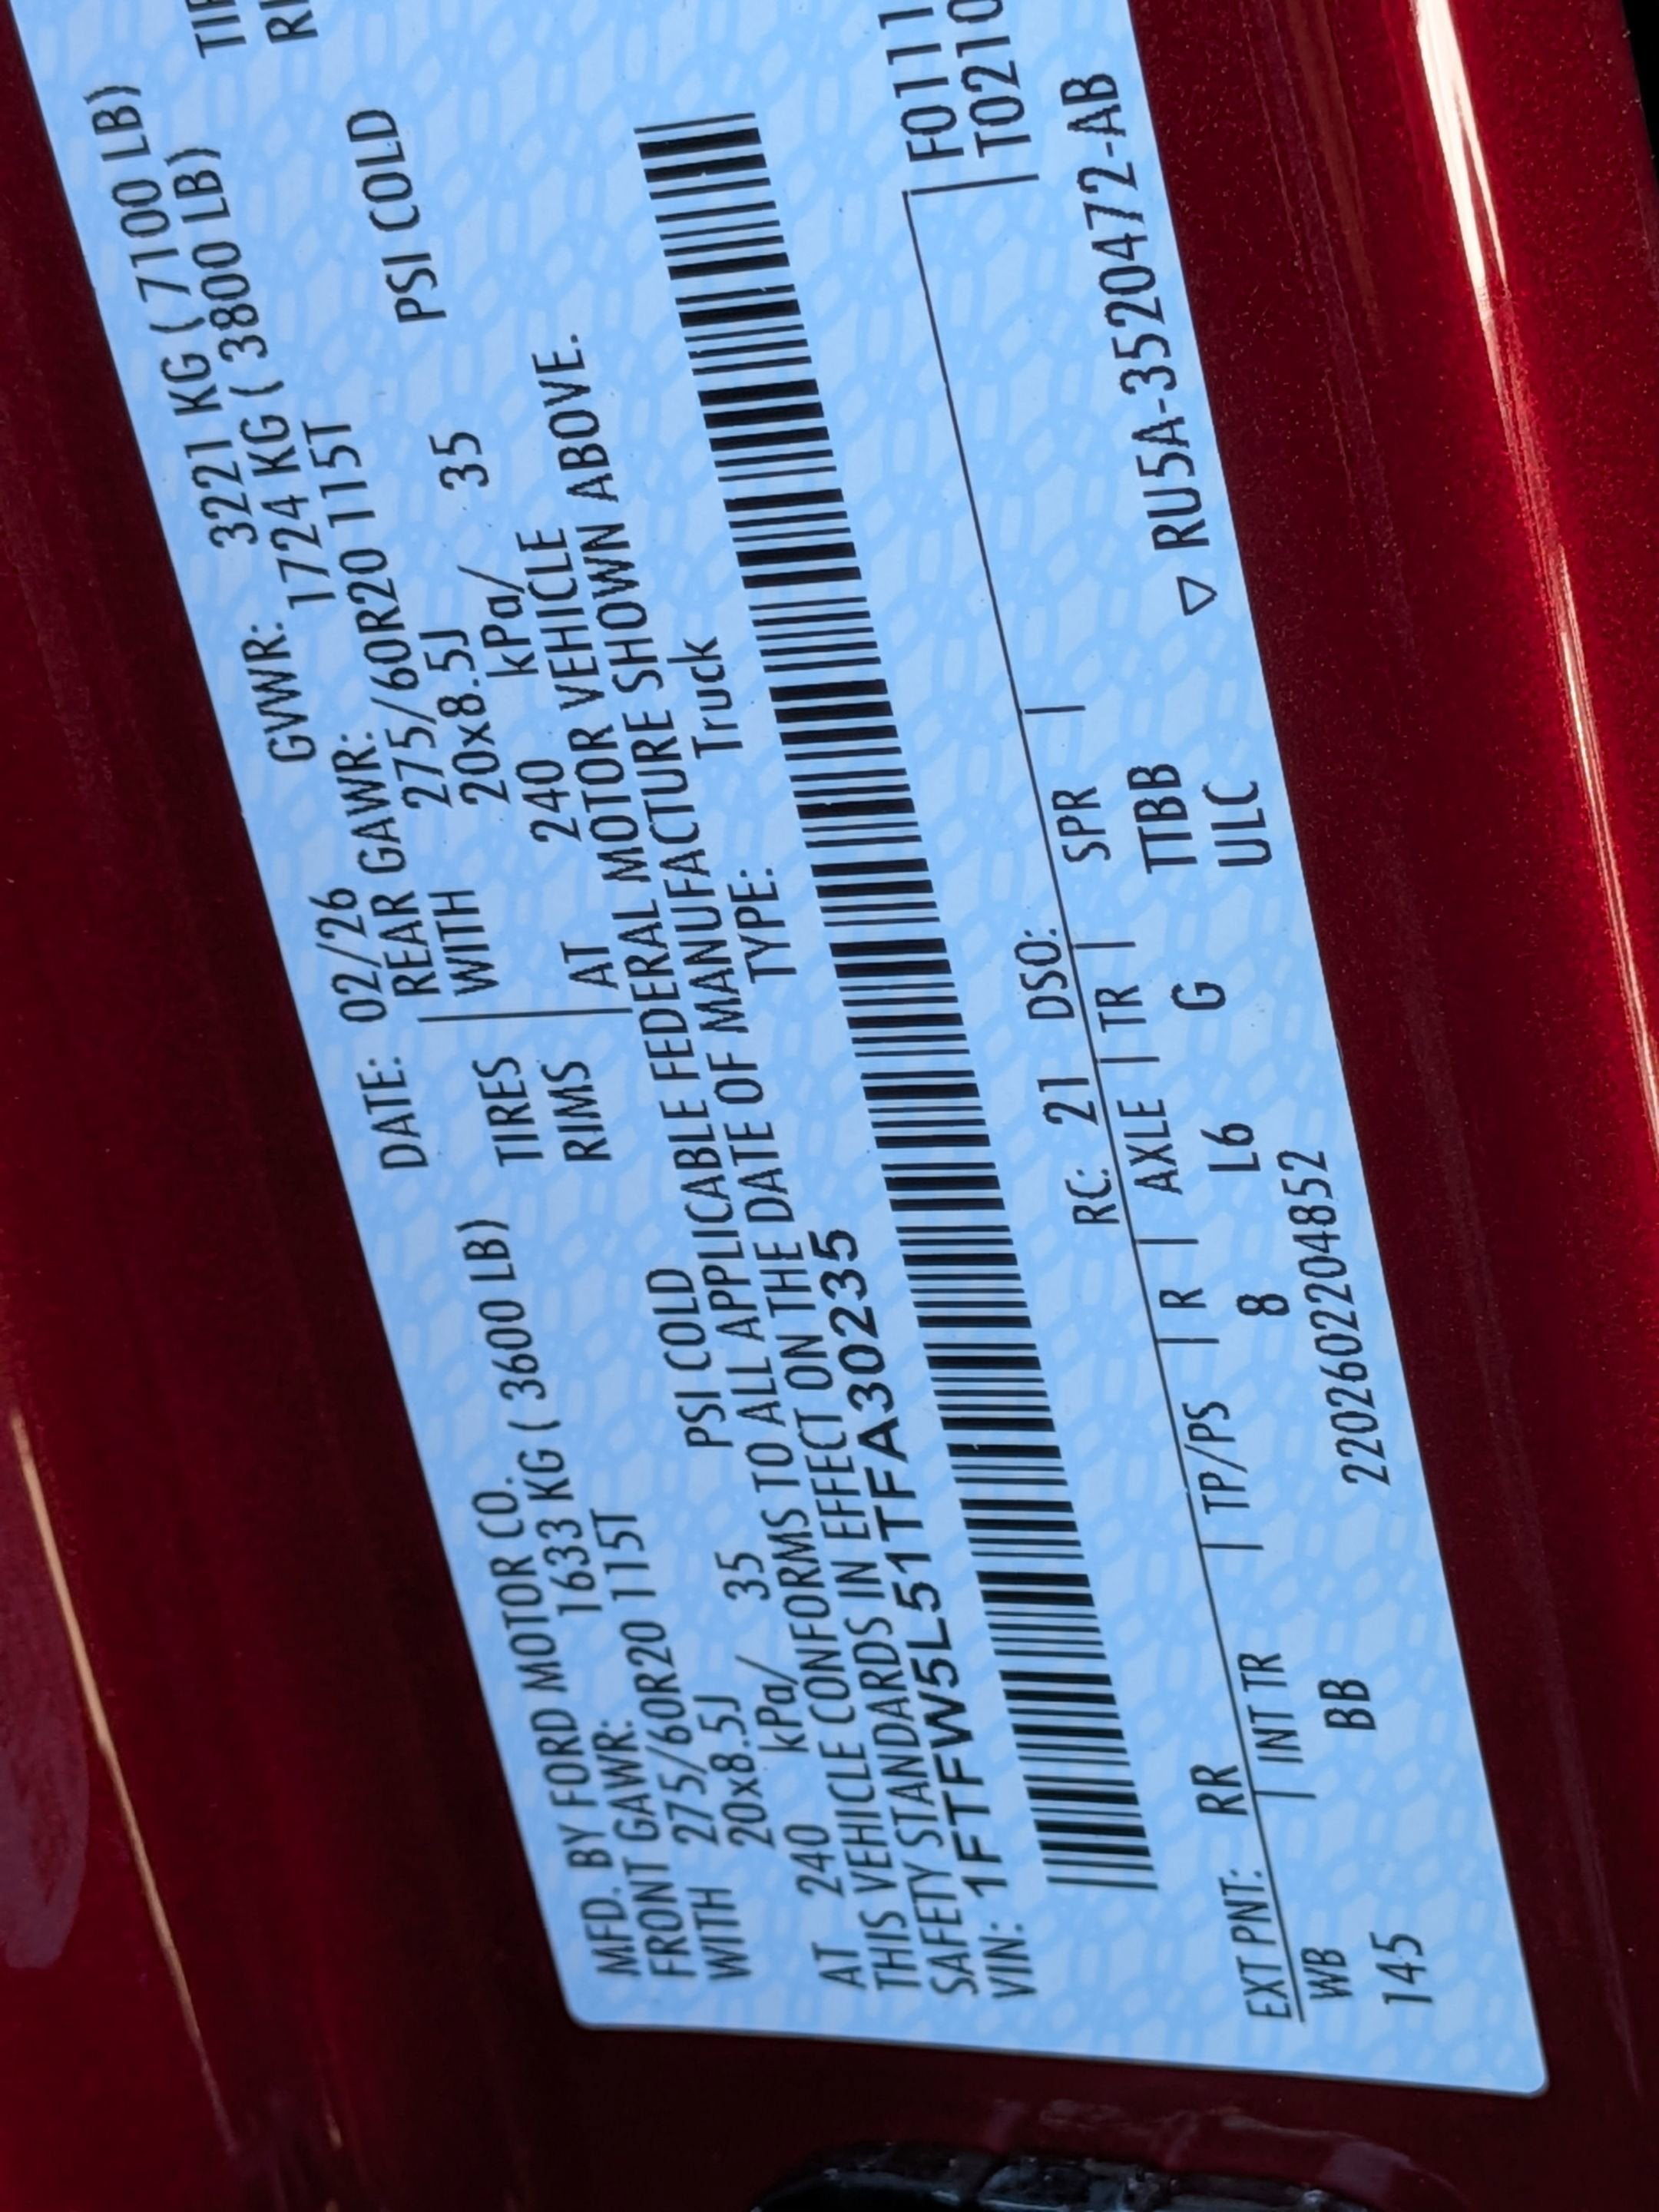 MFD. BY FORD MOTOR CO. DATE: 02/26 GVWR: 3221 KG ( 7100 LB)
FRONT GAWR: 1633 KG ( 3600 LB) REAR GAWR: 1724 KG ( 3800 LB)
WITH 275/60R20 115T TIRES WITH 275/60R20 115T
20x8.5J RIMS 20x8.5J
AT 240 kPa/ 35 PSI COLD AT 240 kPa/ 35 PSI COLD
THIS VEHICLE CONFORMS TO ALL APPLICABLE FEDERAL MOTOR VEHICLE
SAFETY STANDARDS IN EFFECT ON THE DATE OF MANUFACTURE SHOWN ABOVE.
VIN: 1FTFW5L51TFA30235 TYPE: Truck
F0111
T0210
EXT PNT: RR RC: 21 DSO:
WB INT TR TP/PS R AXLE TR SPR
145 BB 8 L6 G TTBB
ULC
2202602204852
▽ RU5A-3520472-AB